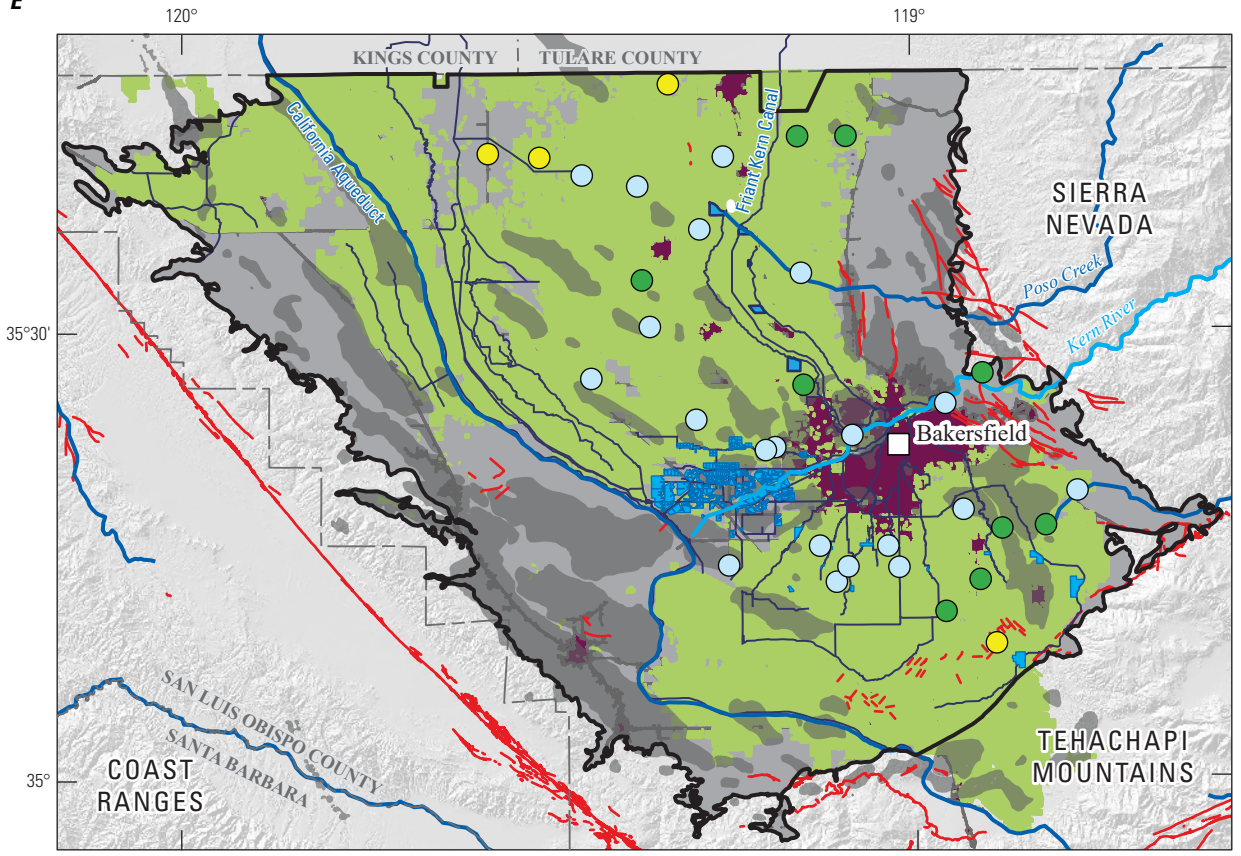 E
120°
119°
KINGS COUNTY
TULARE COUNTY
California Aqueduct
Friant Kern Canal
SIERRA
NEVADA
Poso Creek
Kern River
35°30'
Bakersfield
SAN LUIS OBISPO COUNTY
SANTA BARBARA
35°
COAST
RANGES
TEHACHAPI
MOUNTAINS